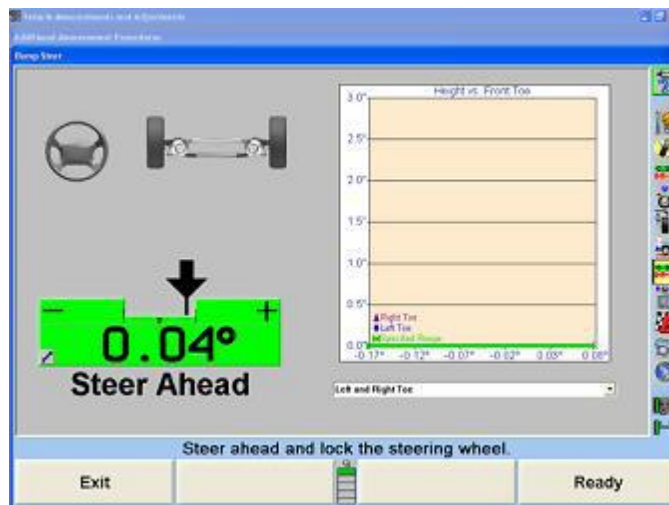 Vehicle Measurements and Adjustments
Additional Measurement Procedures
Bump Steer
Height vs. Front Toe
3.0"
2.5"
2.0"
1.5"
1.0"
0.5"
0.0"
Right Toe
Left Toe
Specified Range
-0.17° -0.12° -0.07° -0.02° 0.03° 0.08°
− +
0.04°
Steer Ahead
Left and Right Toe
Steer ahead and lock the steering wheel.
Exit
Ready